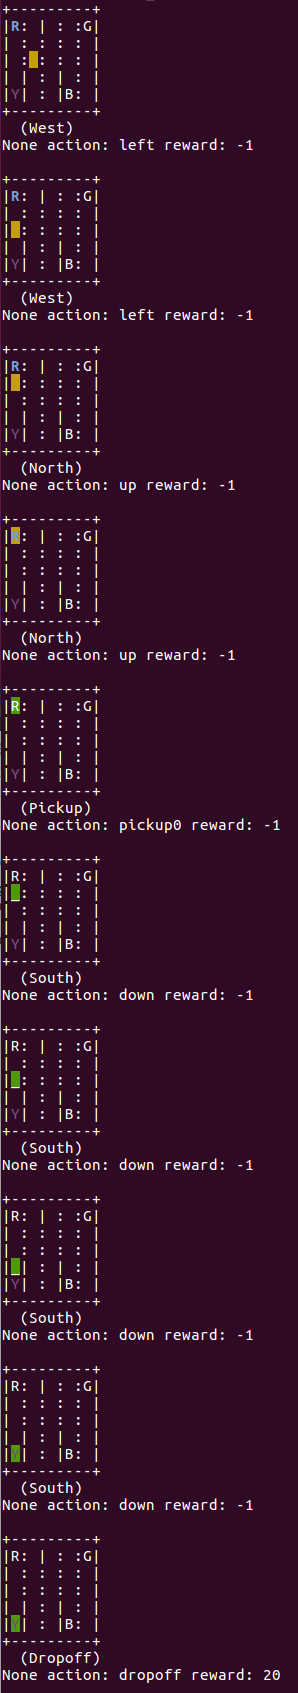 +---------+
|R: | : :G|
| : : : : |
| : : : : |
| | : | : |
|Y| : |B: |
+---------+
  (West)
None action: left reward: -1
+---------+
|R: | : :G|
| : : : : |
| : : : : |
| | : | : |
|Y| : |B: |
+---------+
  (West)
None action: left reward: -1
+---------+
|R: | : :G|
| : : : : |
| : : : : |
| | : | : |
|Y| : |B: |
+---------+
  (North)
None action: up reward: -1
+---------+
|R: | : :G|
| : : : : |
| : : : : |
| | : | : |
|Y| : |B: |
+---------+
  (North)
None action: up reward: -1
+---------+
|R: | : :G|
| : : : : |
| : : : : |
| | : | : |
|Y| : |B: |
+---------+
  (Pickup)
None action: pickup0 reward: -1
+---------+
|R: | : :G|
|_: : : : |
| : : : : |
| | : | : |
|Y| : |B: |
+---------+
  (South)
None action: down reward: -1
+---------+
|R: | : :G|
| : : : : |
|_: : : : |
| | : | : |
|Y| : |B: |
+---------+
  (South)
None action: down reward: -1
+---------+
|R: | : :G|
| : : : : |
| : : : : |
|_| : | : |
|Y| : |B: |
+---------+
  (South)
None action: down reward: -1
+---------+
|R: | : :G|
| : : : : |
| : : : : |
| | : | : |
|Y| : |B: |
+---------+
  (South)
None action: down reward: -1
+---------+
|R: | : :G|
| : : : : |
| : : : : |
| | : | : |
|Y| : |B: |
+---------+
  (Dropoff)
None action: dropoff reward: 20